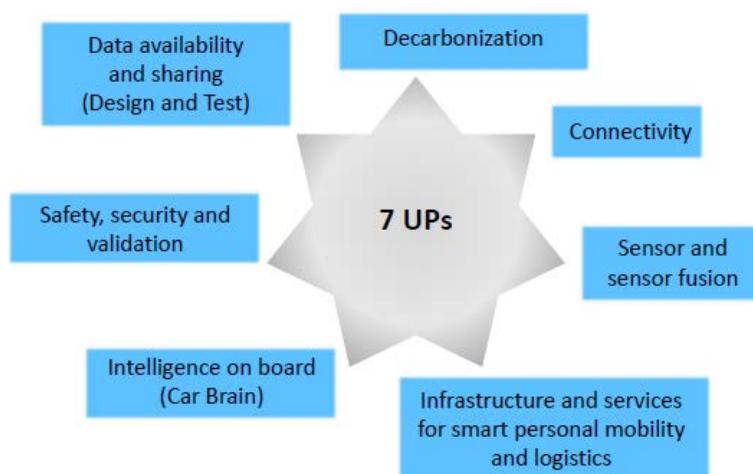 Decarbonization
Data availability
and sharing
(Design and Test)
Connectivity
7 UPs
Safety, security and
validation
Sensor and
sensor fusion
Intelligence on board
(Car Brain)
Infrastructure and services
for smart personal mobility
and logistics